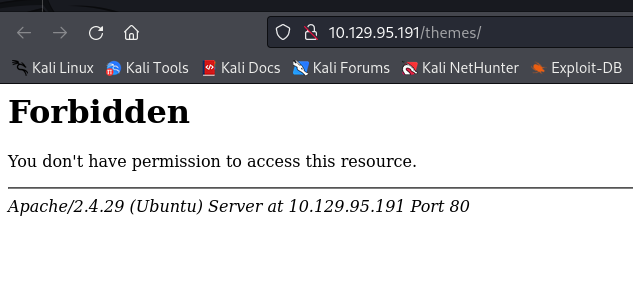 10.129.95.191/themes/
Kali Linux Kali Tools Kali Docs Kali Forums Kali NetHunter Exploit-DB
Forbidden
You don't have permission to access this resource.
Apache/2.4.29 (Ubuntu) Server at 10.129.95.191 Port 80